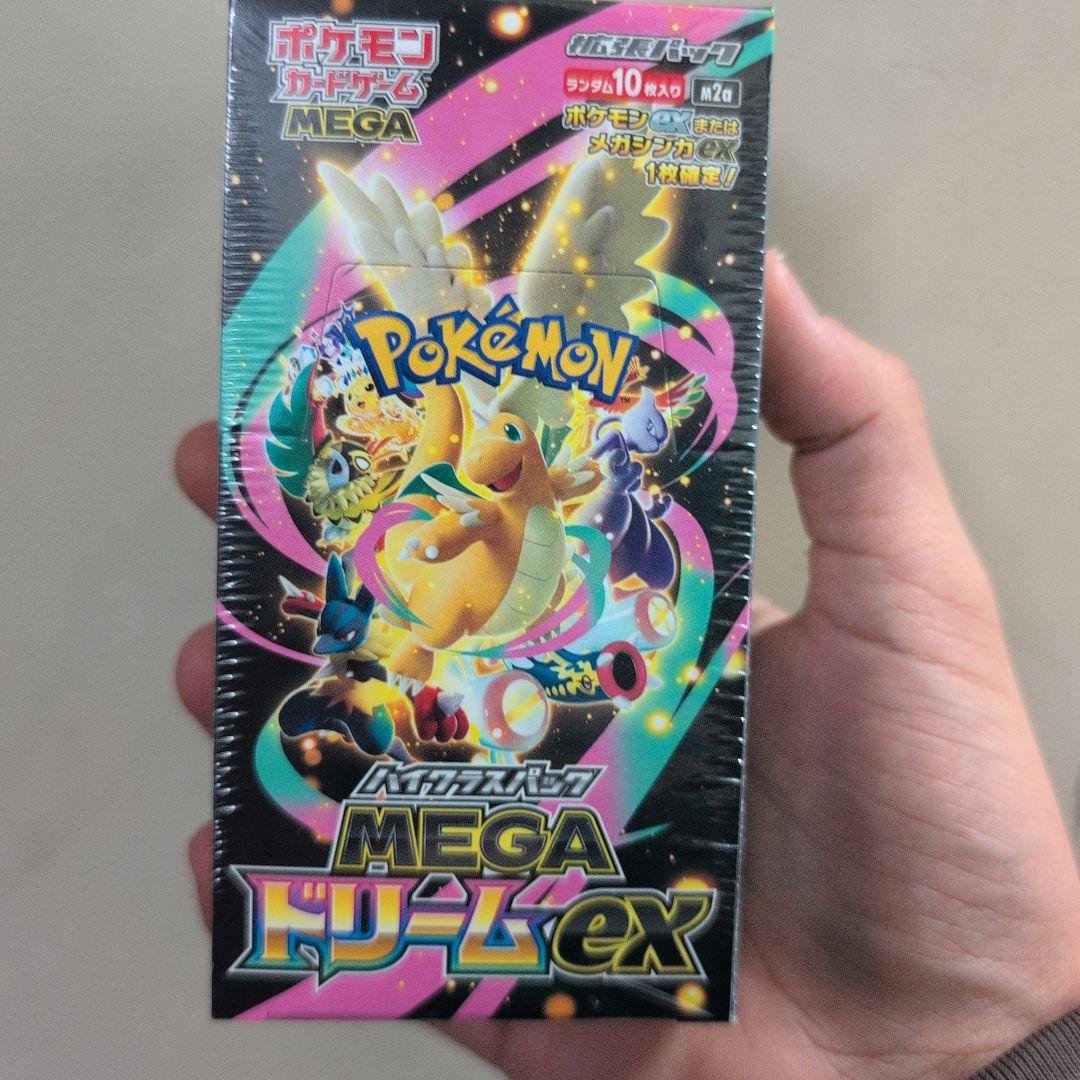 ポケモン
カードゲーム
MEGA
拡張パック
ランダム10枚入り M2a
ポケモンexまたは
メガシンカex
1枚確定!
POKÉMON
TM
ハイクラスパック
MEGA
ドリームex